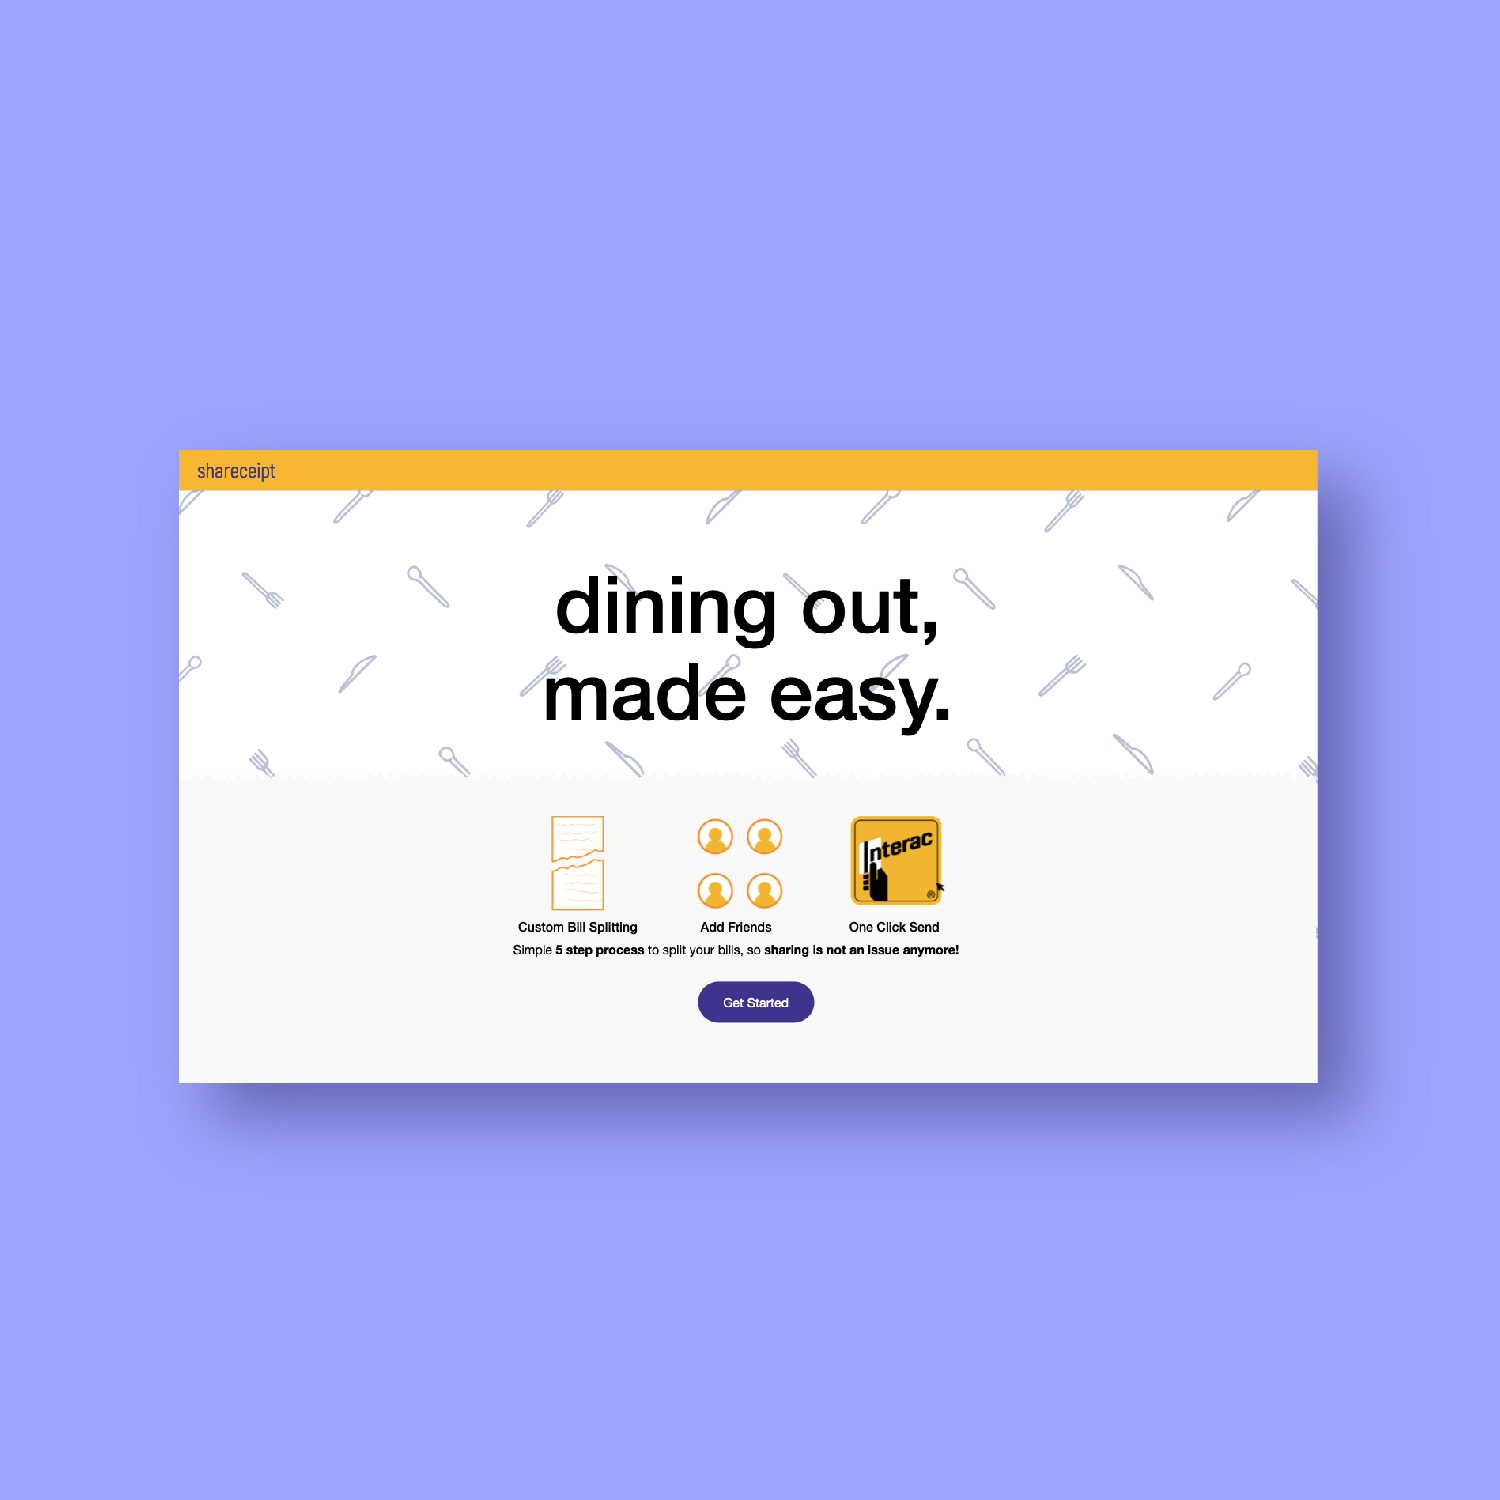 shareceipt
dining out,
made easy.
Interac
Custom Bill Splitting
Add Friends
One Click Send
Simple 5 step process to split your bills, so sharing is not an issue anymore!
Get Started